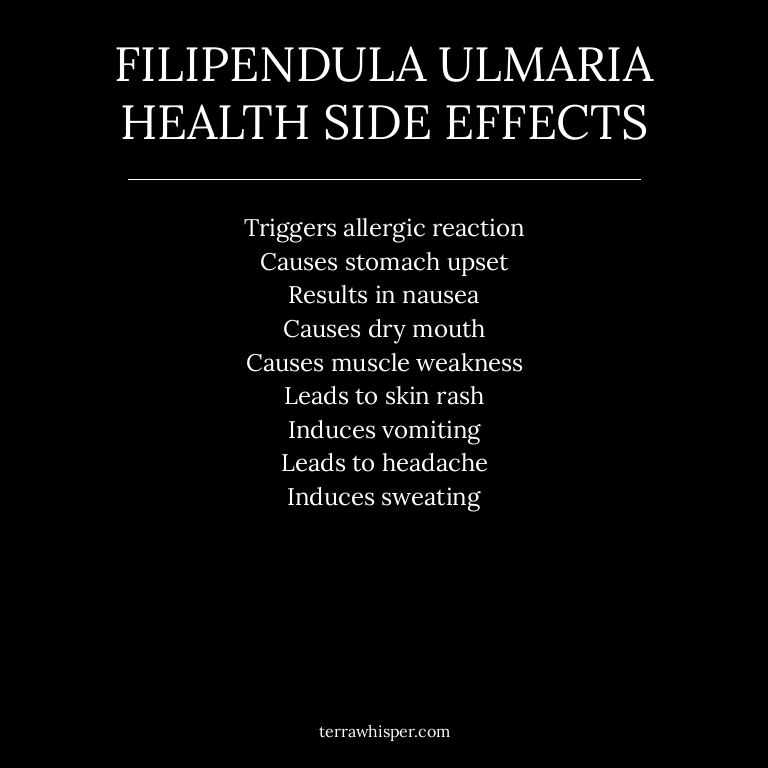 FILIPENDULA ULMARIA
HEALTH SIDE EFFECTS
Triggers allergic reaction
Causes stomach upset
Results in nausea
Causes dry mouth
Causes muscle weakness
Leads to skin rash
Induces vomiting
Leads to headache
Induces sweating
terrawhisper.com